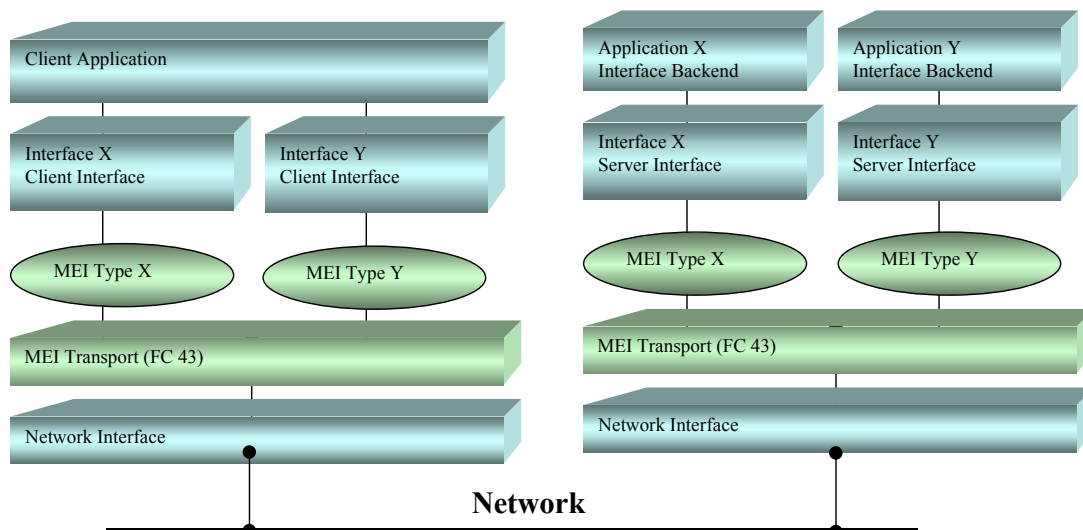 Client Application
Interface X
Client Interface
Interface Y
Client Interface
MEI Type X
MEI Type Y
MEI Transport (FC 43)
Network Interface
Application X
Interface Backend
Application Y
Interface Backend
Interface X
Server Interface
Interface Y
Server Interface
MEI Type X
MEI Type Y
MEI Transport (FC 43)
Network Interface
Network